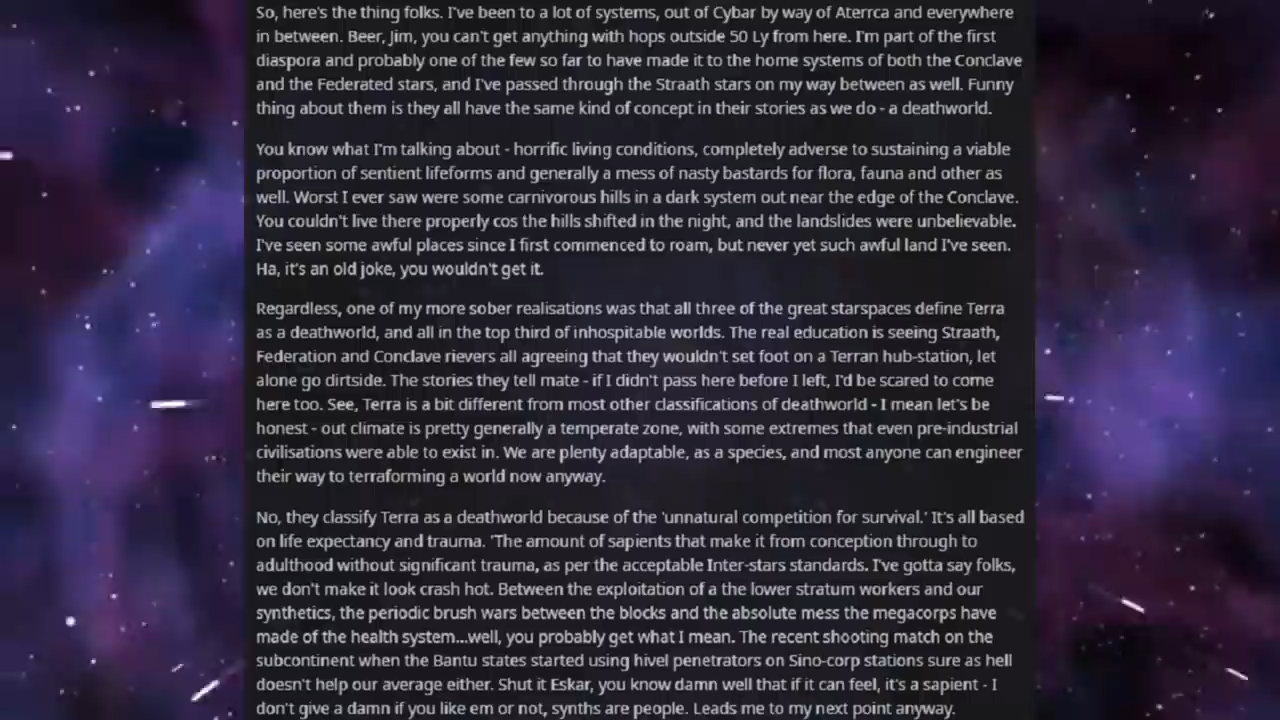 So, here's the thing folks. I've been to a lot of systems, out of Cybar by way of Aterrca and everywhere
in between. Beer, Jim, you can't get anything with hops outside 50 Ly from here. I'm part of the first
diaspora and probably one of the few so far to have made it to the home systems of both the Conclave
and the Federated stars, and I've passed through the Straath stars on my way between as well. Funny
thing about them is they all have the same kind of concept in their stories as we do - a deathworld.
You know what I'm talking about - horrific living conditions, completely adverse to sustaining a viable
proportion of sentient lifeforms and generally a mess of nasty bastards for flora, fauna and other as
well. Worst I ever saw were some carnivorous hills in a dark system out near the edge of the Conclave.
You couldn't live there properly cos the hills shifted in the night, and the landslides were unbelievable.
I've seen some awful places since I first commenced to roam, but never yet such awful land I've seen.
Ha, it's an old joke, you wouldn't get it.
Regardless, one of my more sober realisations was that all three of the great starspaces define Terra
as a deathworld, and all in the top third of inhospitable worlds. The real education is seeing Straath,
Federation and Conclave rievers all agreeing that they wouldn't set foot on a Terran hub-station, let
alone go dirtside. The stories they tell mate - if I didn't pass here before I left, I'd be scared to come
here too. See, Terra is a bit different from most other classifications of deathworld - I mean let's be
honest - out climate is pretty generally a temperate zone, with some extremes that even pre-industrial
civilisations were able to exist in. We are plenty adaptable, as a species, and most anyone can engineer
their way to terraforming a world now anyway.
No, they classify Terra as a deathworld because of the 'unnatural competition for survival.' It's all based
on life expectancy and trauma. 'The amount of sapients that make it from conception through to
adulthood without significant trauma, as per the acceptable Inter-stars standards. I've gotta say folks,
we don't make it look crash hot. Between the exploitation of a the lower stratum workers and our
synthetics, the periodic brush wars between the blocks and the absolute mess the megacorps have
made of the health system...well, you probably get what I mean. The recent shooting match on the
subcontinent when the Bantu states started using hivel penetrators on Sino-corp stations sure as hell
doesn't help our average either. Shut it Eskar, you know damn well that if it can feel, it's a sapient - I
don't give a damn if you like em or not, synths are people. Leads me to my next point anyway.